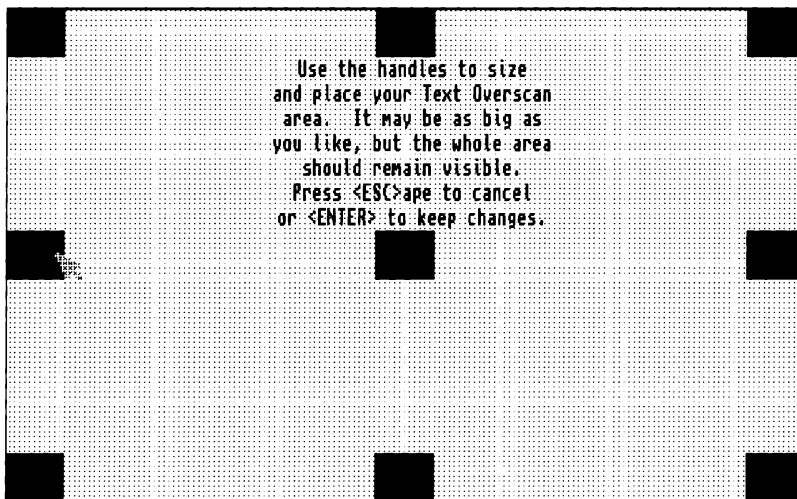 Use the handles to size
and place your Text Overscan
area. It may be as big as
you like, but the whole area
should remain visible.
Press <ESC>ape to cancel
or <ENTER> to keep changes.